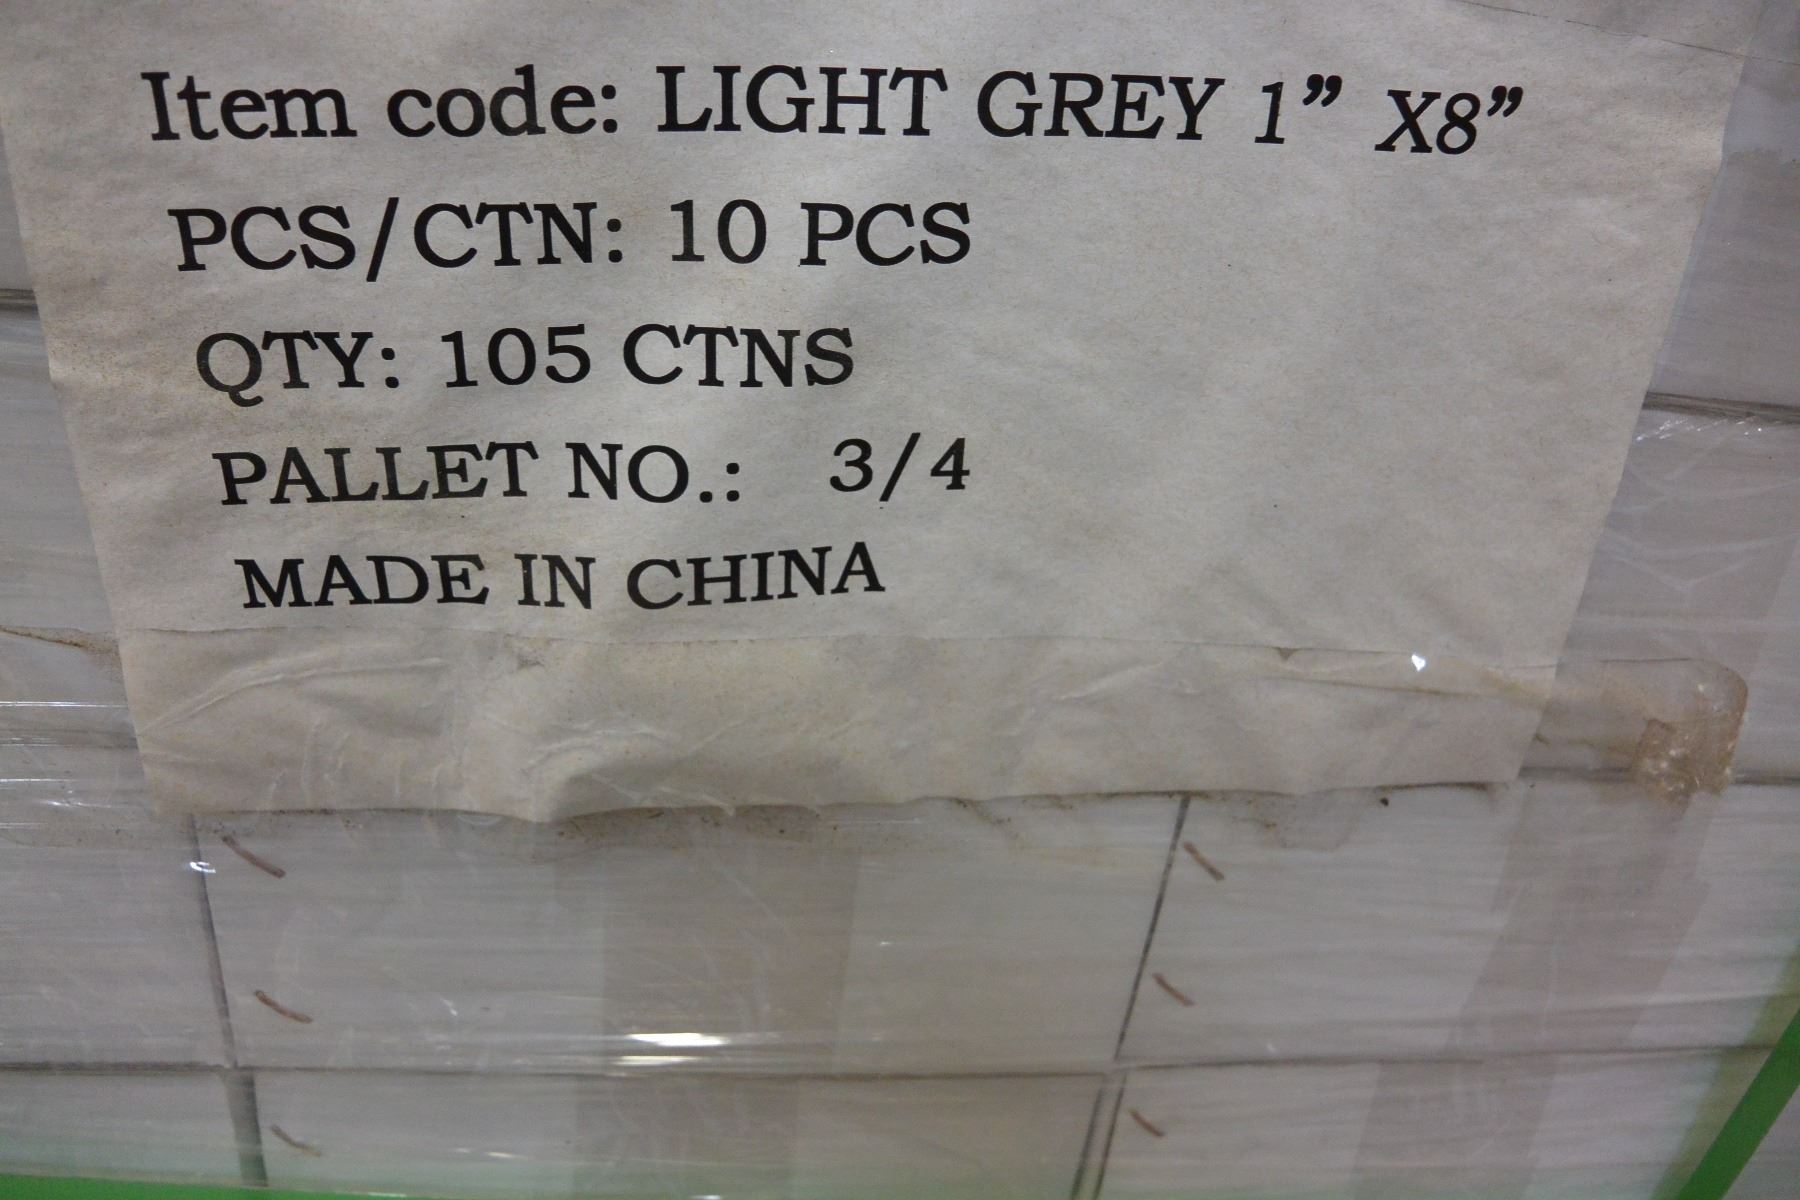 Item code: LIGHT GREY 1” X8”
PCS/CTN: 10 PCS
QTY: 105 CTNS
PALLET NO.: 3/4
MADE IN CHINA